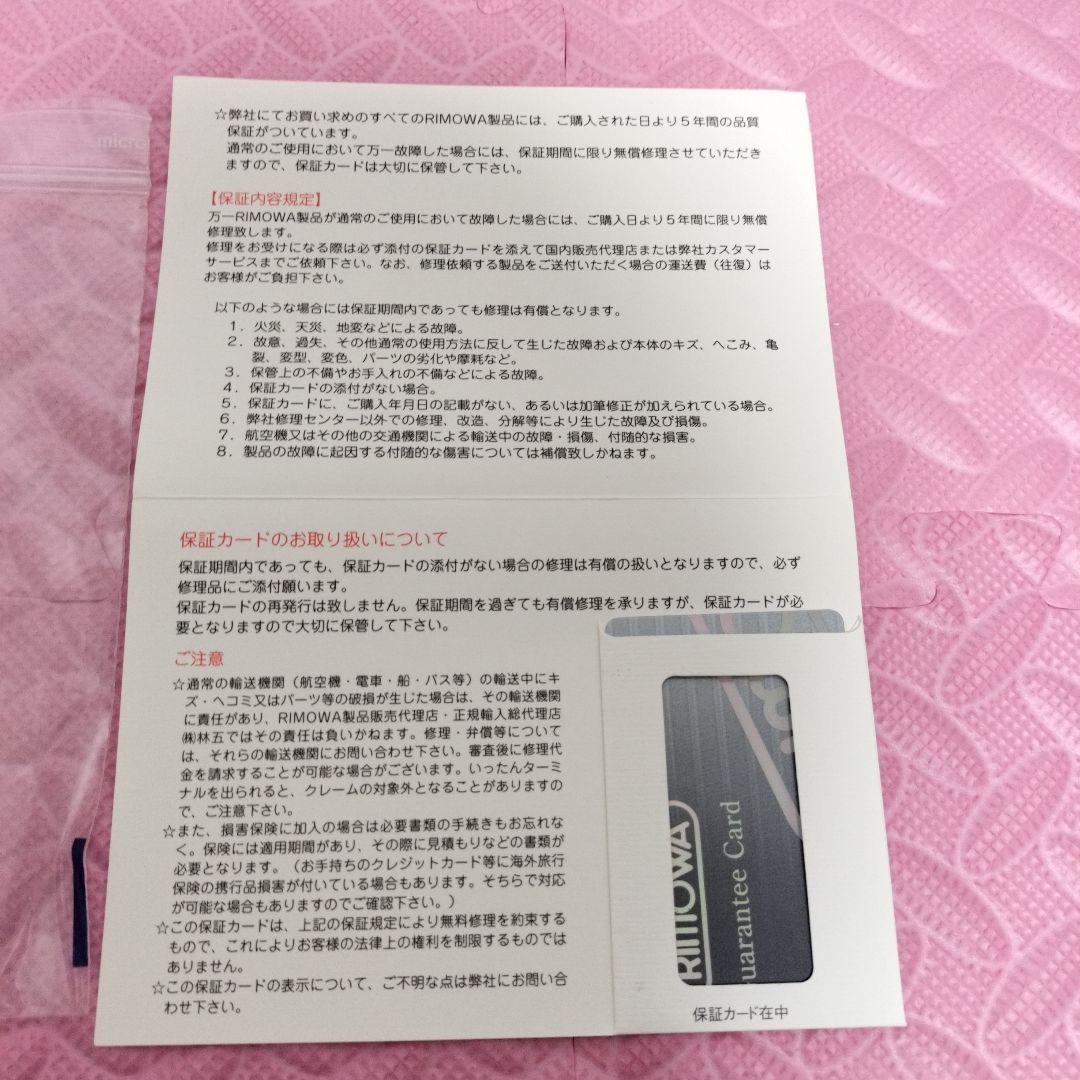 micro
☆弊社にてお買い求めのすべてのRIMOWA製品には、ご購入された日より5年間の品質
保証がついています。
通常のご使用において万一故障した場合には、保証期間に限り無償修理させていただき
ますので、保証カードは大切に保管して下さい。
【保証内容規定】
万一RIMOWA製品が通常のご使用において故障した場合には、ご購入日より5年間に限り無償
修理致します。
修理をお受けになる際は必ず添付の保証カードを添えて国内販売代理店または弊社カスタマー
サービスまでご依頼下さい。なお、修理依頼する製品をご送付いただく場合の運送費（往復）は
お客様がご負担下さい。
以下のような場合には保証期間内であっても修理は有償となります。
1．火災、天災、地変などによる故障。
2．故意、過失、その他通常の使用方法に反して生じた故障および本体のキズ、へこみ、亀
裂、変型、変色、パーツの劣化や摩耗など。
3．保管上の不備やお手入れの不備などによる故障。
4．保証カードの添付がない場合。
5．保証カードに、ご購入年月日の記載がない、あるいは加筆修正が加えられている場合。
6．弊社修理センター以外での修理、改造、分解等により生じた故障及び損傷。
7．航空機又はその他の交通機関による輸送中の故障・損傷、付随的な損害。
8．製品の故障に起因する付随的な傷害については補償致しかねます。
保証カードのお取り扱いについて
保証期間内であっても、保証カードの添付がない場合の修理は有償の扱いとなりますので、必ず
修理品にご添付願います。
保証カードの再発行は致しません。保証期間を過ぎても有償修理を承りますが、保証カードが必
要となりますので大切に保管して下さい。
ご注意
☆通常の輸送機関（航空機・電車・船・バス等）の輸送中にキ
ズ・ヘコミ又はパーツ等の破損が生じた場合は、その輸送機関
に責任があり、RIMOWA製品販売代理店・正規輸入総代理店
㈱林五ではその責任は負いかねます。修理・弁償等について
は、それらの輸送機関にお問い合わせ下さい。審査後に修理代
金を請求することが可能な場合がございます。いったんターミ
ナルを出られると、クレームの対象外となることがありますの
で、ご注意下さい。
☆また、損害保険に加入の場合は必要書類の手続きもお忘れな
く。保険には適用期間があり、その際に見積もりなどの書類が
必要となります。（お手持ちのクレジットカード等に海外旅行
保険の携行品損害が付いている場合もあります。そちらで対応
が可能な場合もありますのでご確認下さい。）
☆この保証カードは、上記の保証規定により無料修理を約束する
もので、これによりお客様の法律上の権利を制限するものでは
ありません。
☆この保証カードの表示について、ご不明な点は弊社にお問い合
わせ下さい。
RIMOWA
uarantee Card
保証カード在中